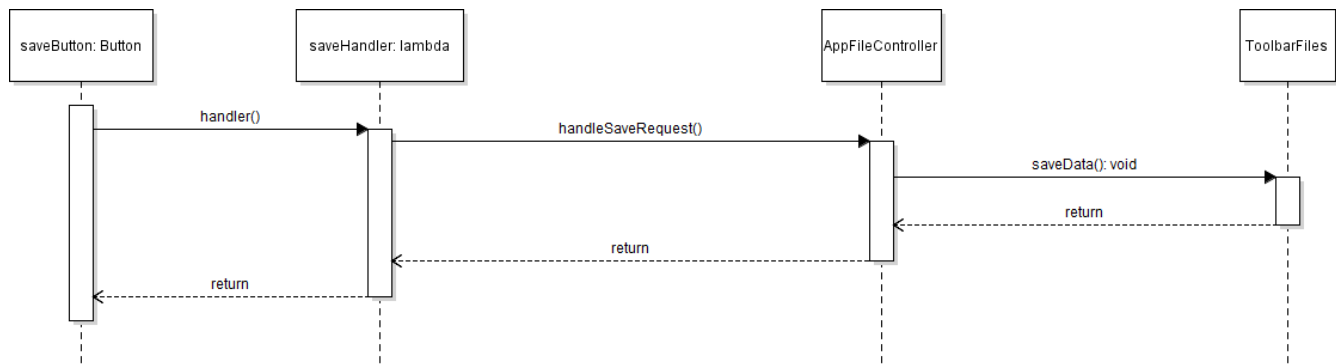 saveButton: Button
saveHandler: lambda
AppFileController
ToolbarFiles
handler()
handleSaveRequest()
saveData(): void
return
return
return